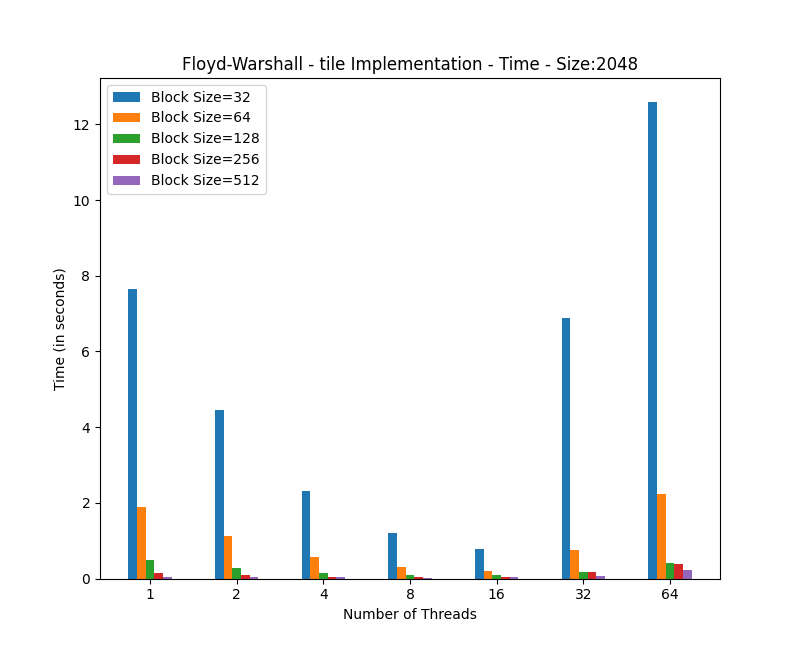 Floyd-Warshall - tile Implementation - Time - Size:2048
Block Size=32
Block Size=64
Block Size=128
Block Size=256
Block Size=512
12
10
8
6
4
2
0
Time (in seconds)
1 2 4 8 16 32 64
Number of Threads